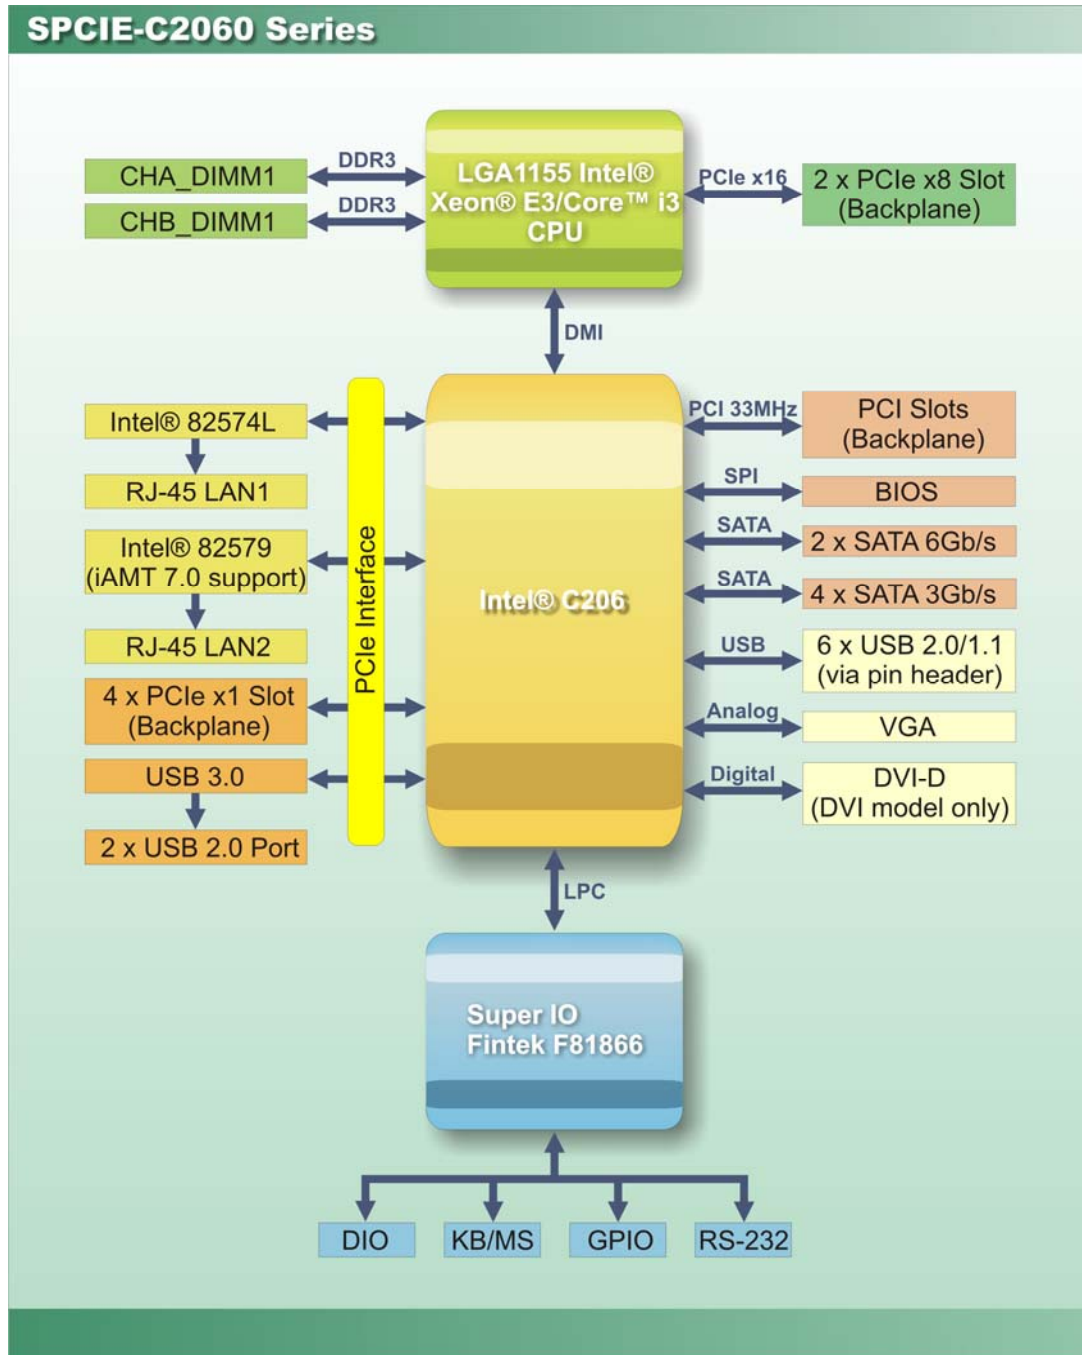 SPCIE-C2060 Series
CHA_DIMM1
DDR3
CHB_DIMM1
DDR3
LGA1155 Intel®
Xeon® E3/Core™ i3
CPU
PCIe x16
2 x PCIe x8 Slot
(Backplane)
DMI
Intel® 82574L
RJ-45 LAN1
Intel® 82579
(iAMT 7.0 support)
RJ-45 LAN2
4 x PCIe x1 Slot
(Backplane)
USB 3.0
2 x USB 2.0 Port
PCIe Interface
Intel® C206
PCI 33MHz
PCI Slots
(Backplane)
SPI
BIOS
SATA
2 x SATA 6Gb/s
SATA
4 x SATA 3Gb/s
USB
6 x USB 2.0/1.1
(via pin header)
Analog
VGA
Digital
DVI-D
(DVI model only)
LPC
Super IO
Fintek F81866
DIO
KB/MS
GPIO
RS-232